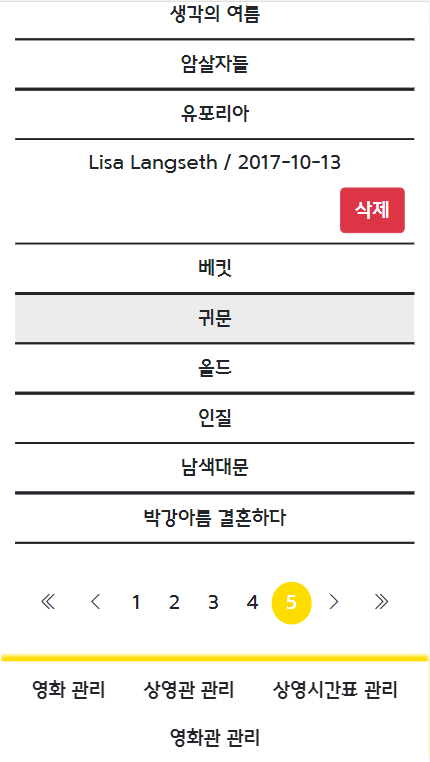 생각의 여름
암살자들
유포리아
Lisa Langseth / 2017-10-13
삭제
베킷
귀문
올드
인질
남색대문
박강아름 결혼하다
« ‹ 1 2 3 4 5 › »
영화 관리 상영관 관리 상영시간표 관리
영화관 관리